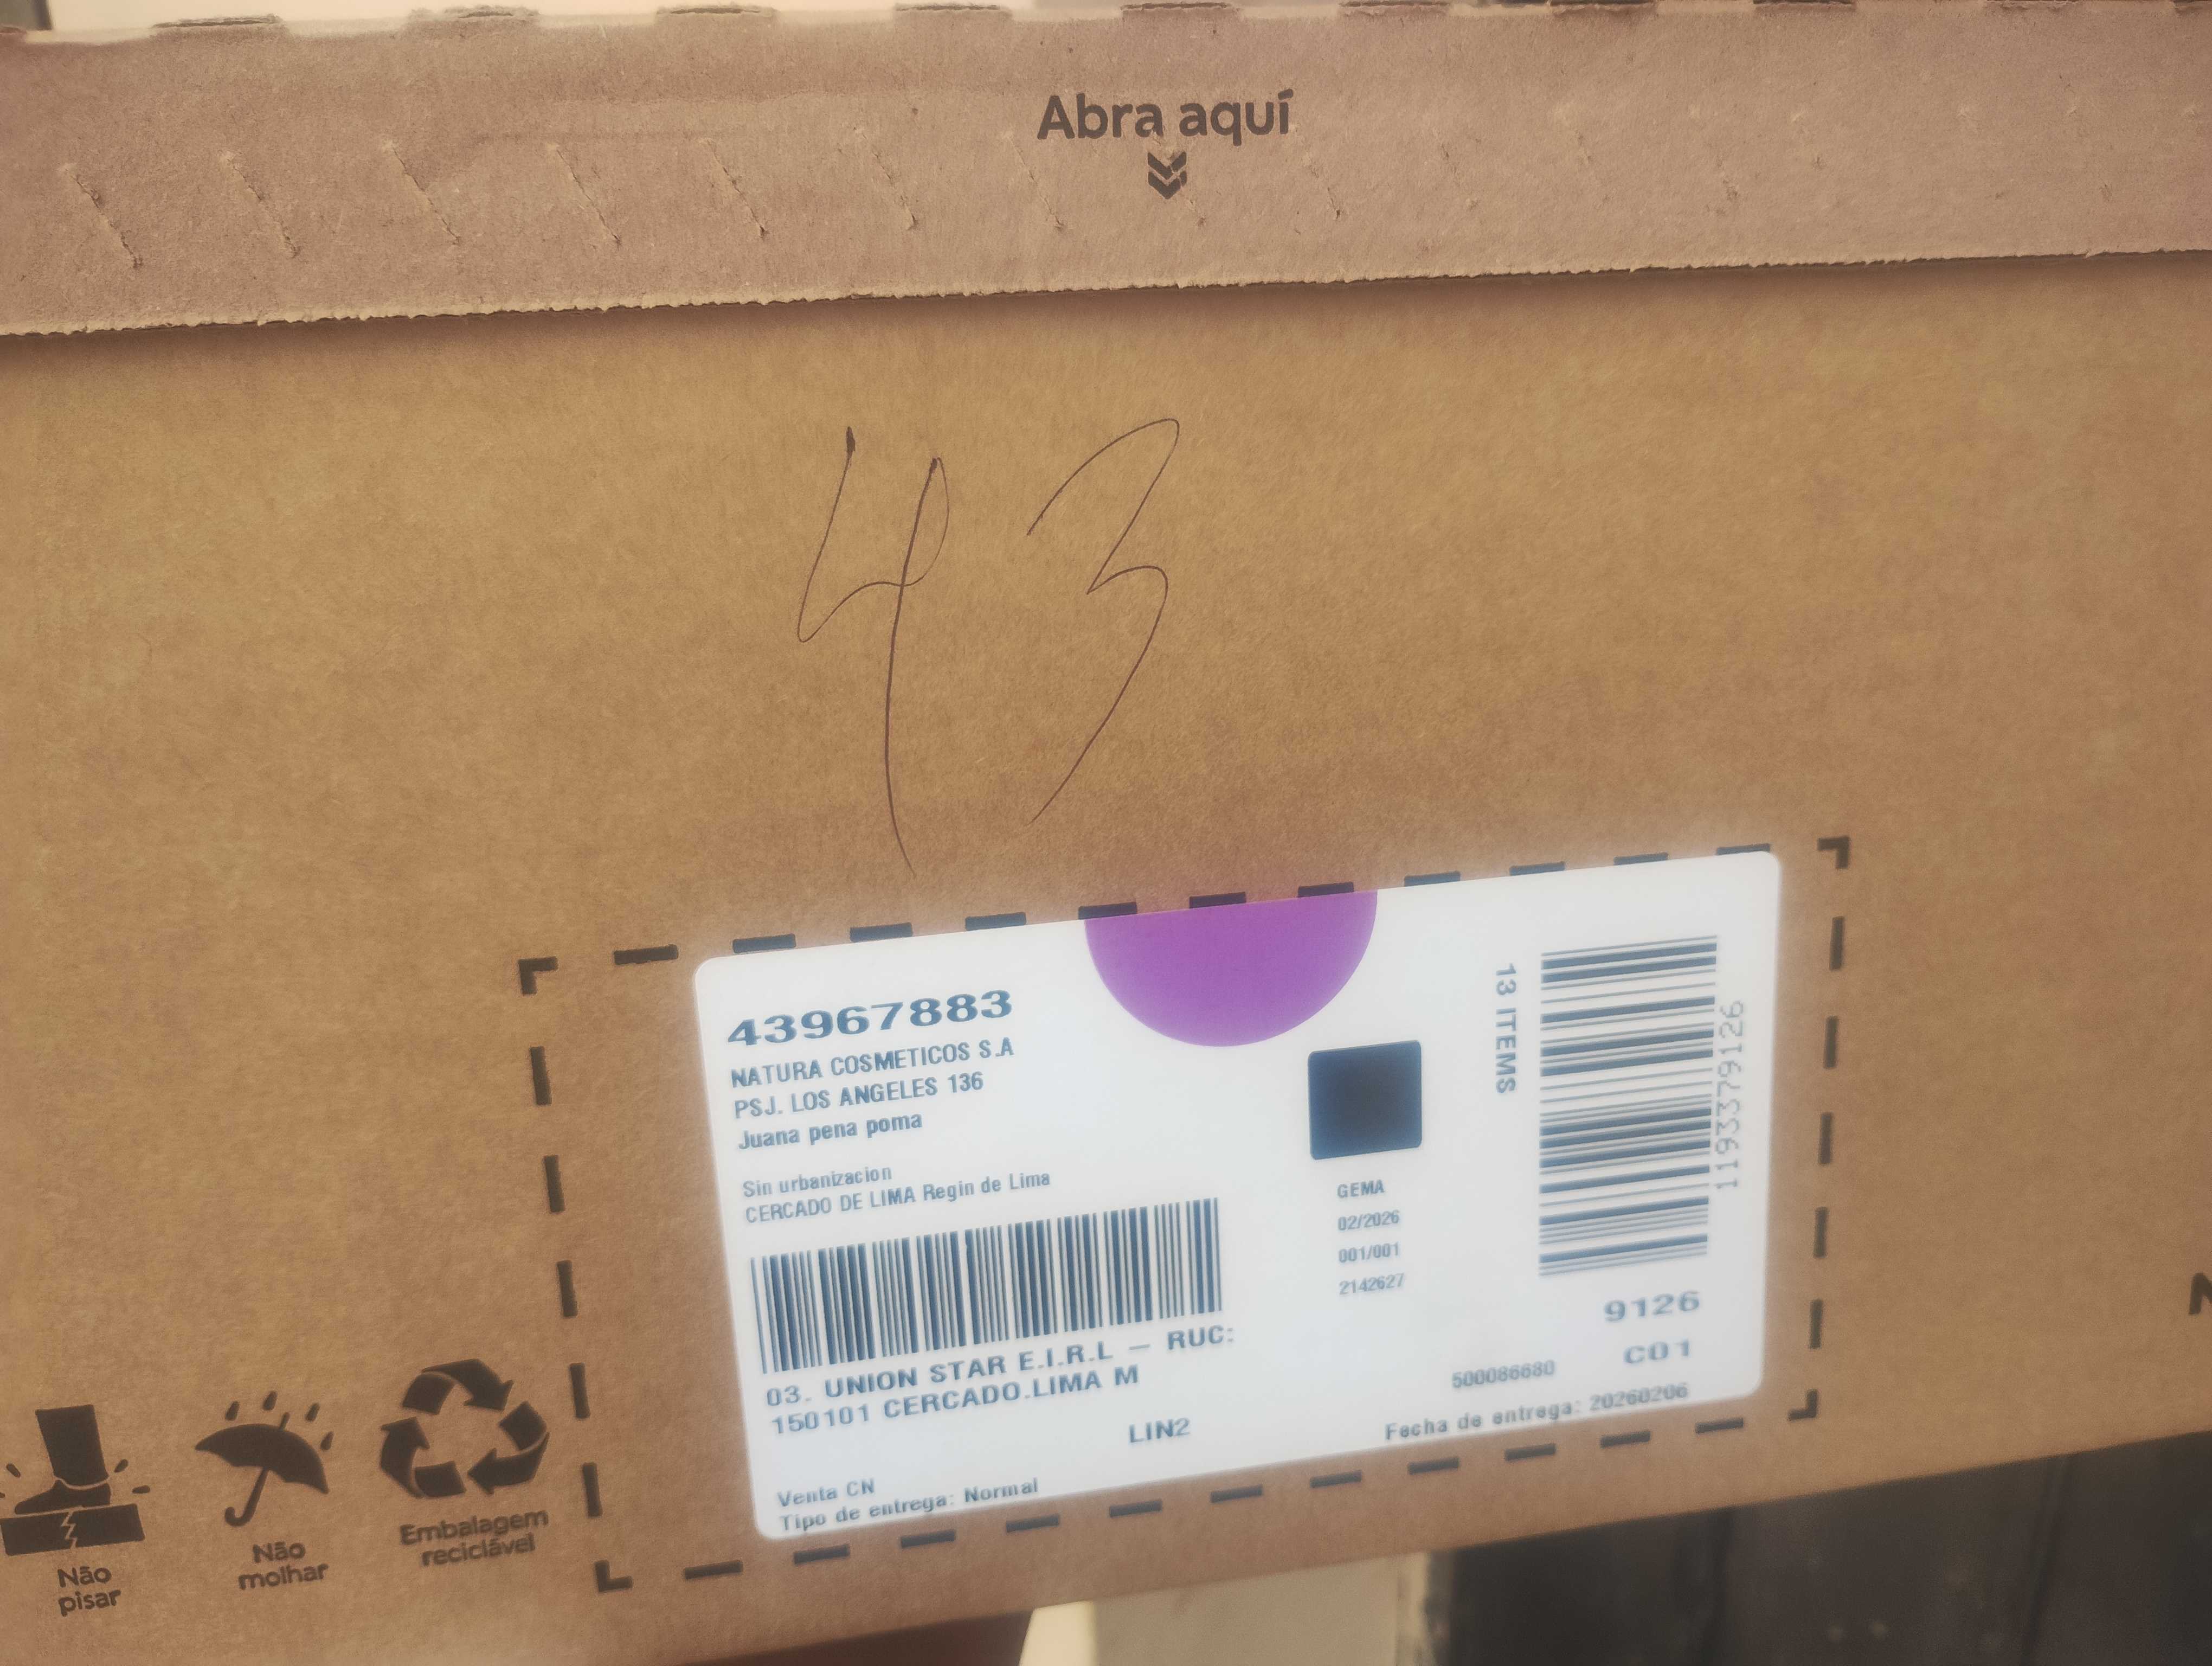 Abra aquí
43
43967883
NATURA COSMETICOS S.A
PSJ. LOS ANGELES 136
Juana pena poma
Sin urbanizacion
CERCADO DE LIMA Regin de Lima
03. UNION STAR E.I.R.L — RUC:
150101 CERCADO.LIMA M
LIN2
Venta CN
Tipo de entrega: Normal
GEMA
02/2026
001/001
2142627
13 ITEMS
1193379126
9126
C01
500086680
Fecha de entrega: 20260206
Não
pisar
Não
molhar
Embalagem
reciclável